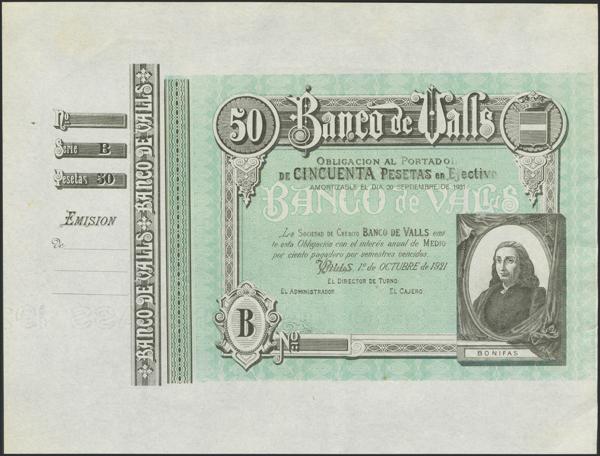 Nº
Serie B
Pesetas 50
EMISION
De
BANCO DE VALLS BANCO DE VALLS
50 Banco de Valls
OBLIGACION AL PORTADOR
DE CINCUENTA PESETAS en Efectivo
AMORTIZABLE EL DIA 20 SEPTIEMBRE DE 1931
BANCO de VALLS
La SOCIEDAD DE CRÉDITO BANCO DE VALLS emi-
te esta Obligación con el interés anual de MEDIO
por ciento pagadero por semestres vencidos.
Valls, 1º de OCTUBRE de 1921
EL DIRECTOR DE TURNO
EL ADMINISTRADOR EL CAJERO
B
Nº
BONIFAS